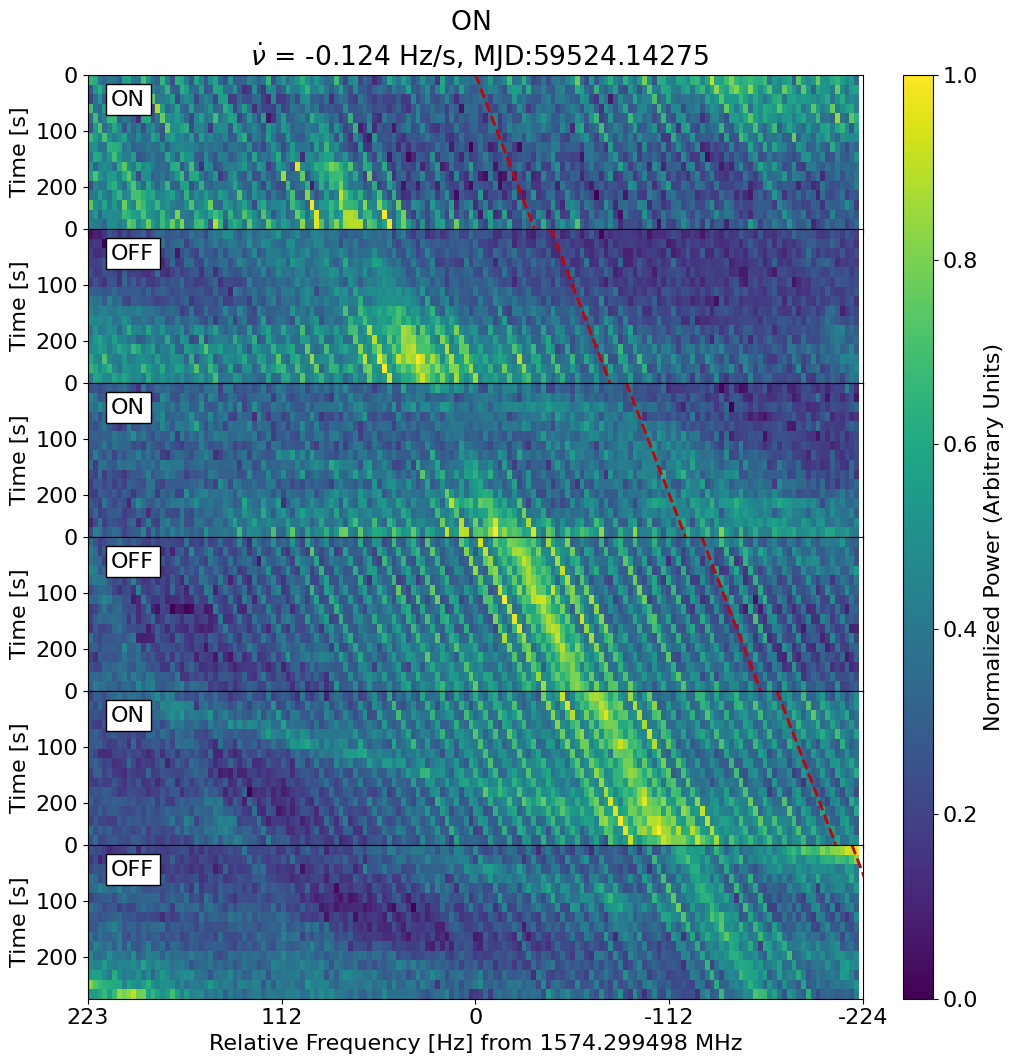 ON
ν̇ = -0.124 Hz/s, MJD:59524.14275
0
ON
100
Time [s]
200
0
OFF
100
Time [s]
200
0
ON
100
Time [s]
200
0
OFF
100
Time [s]
200
0
ON
100
Time [s]
200
0
OFF
100
Time [s]
200
223 112 0 -112 -224
Relative Frequency [Hz] from 1574.299498 MHz
1.0
0.8
0.6
0.4
0.2
0.0
Normalized Power (Arbitrary Units)